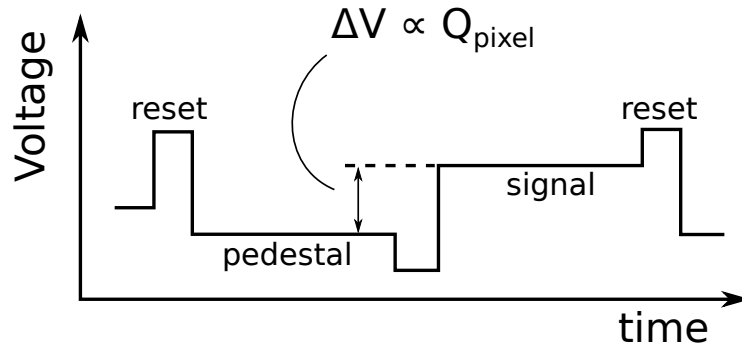 ΔV ∝ Q_pixel
Voltage
reset
reset
signal
pedestal
time